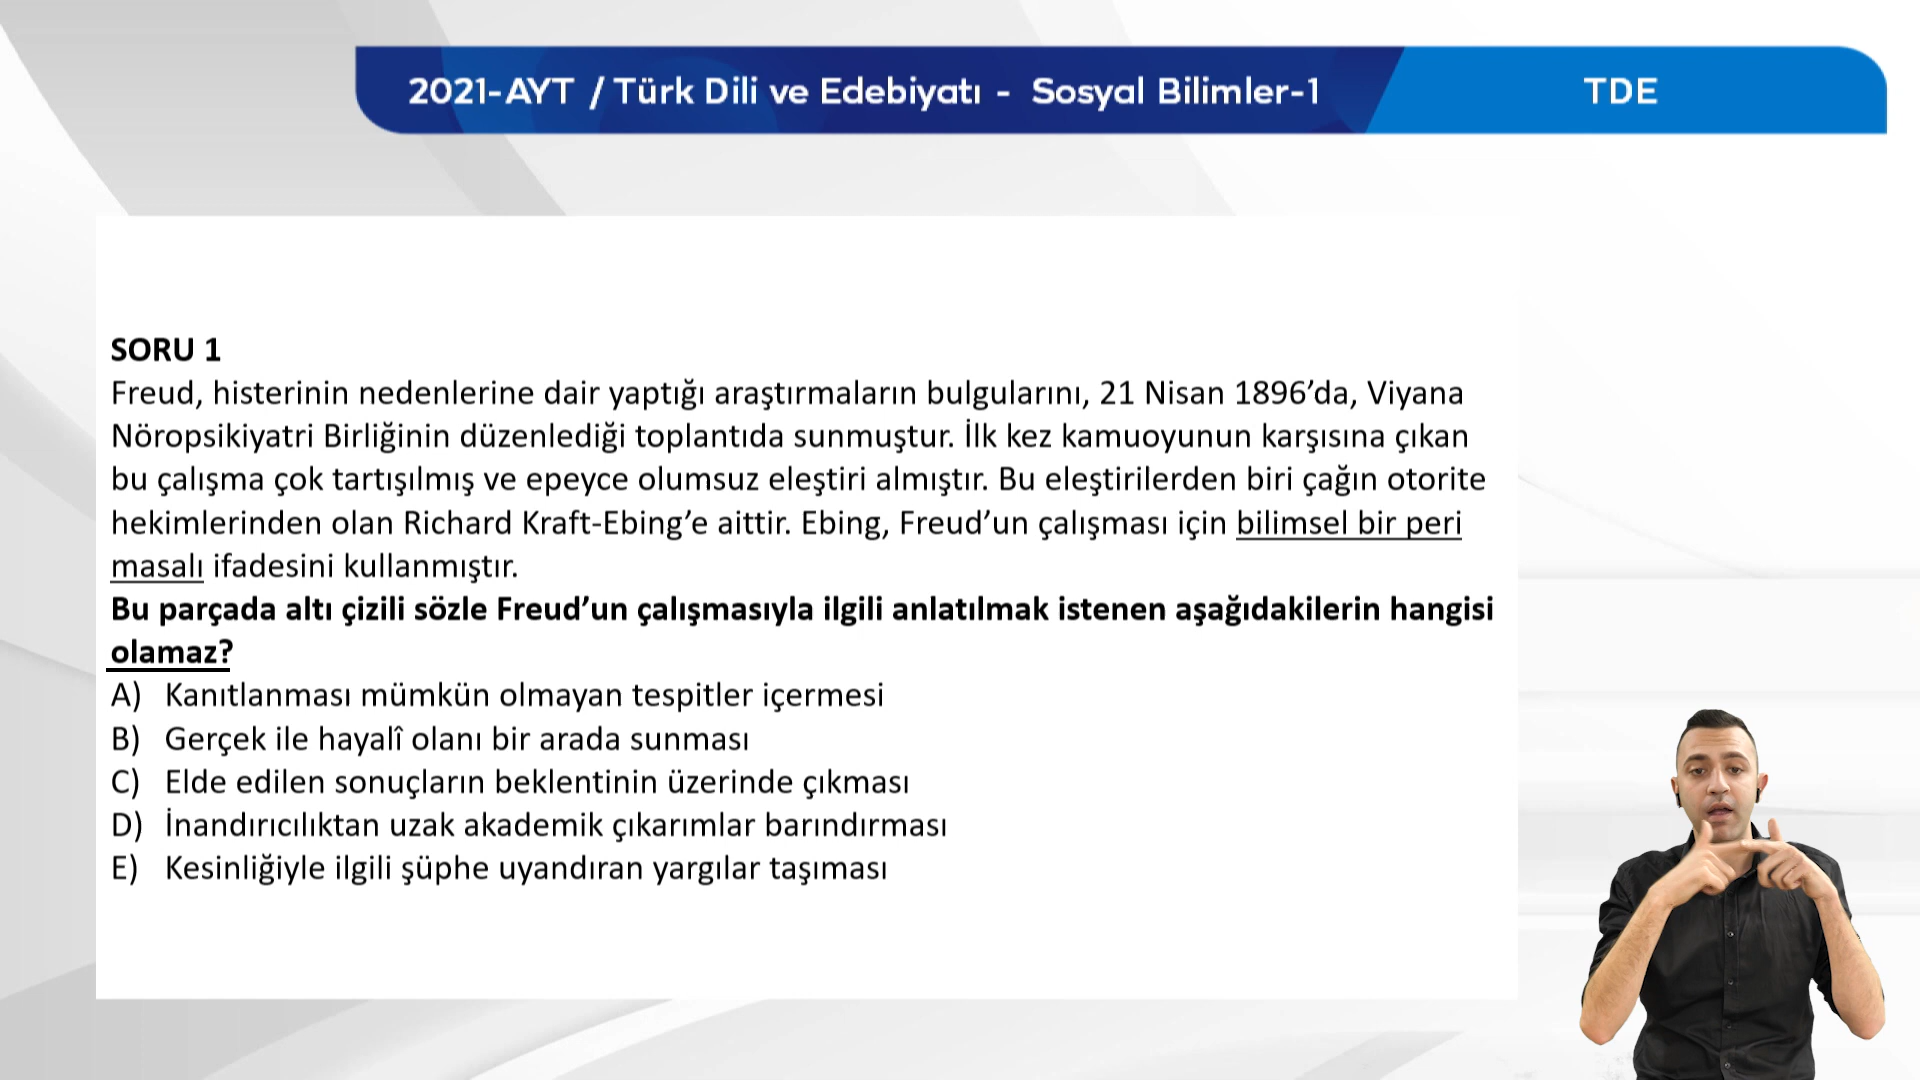 2021-AYT / Türk Dili ve Edebiyatı - Sosyal Bilimler-1
TDE
SORU 1
Freud, histerinin nedenlerine dair yaptığı araştırmaların bulgularını, 21 Nisan 1896’da, Viyana
Nöropsikiyatri Birliğinin düzenlediği toplantıda sunmuştur. İlk kez kamuoyunun karşısına çıkan
bu çalışma çok tartışılmış ve epeyce olumsuz eleştiri almıştır. Bu eleştirilerden biri çağın otorite
hekimlerinden olan Richard Kraft-Ebing’e aittir. Ebing, Freud’un çalışması için bilimsel bir peri
masalı ifadesini kullanmıştır.
Bu parçada altı çizili sözle Freud’un çalışmasıyla ilgili anlatılmak istenen aşağıdakilerin hangisi
olamaz?
A) Kanıtlanması mümkün olmayan tespitler içermesi
B) Gerçek ile hayalî olanı bir arada sunması
C) Elde edilen sonuçların beklentinin üzerinde çıkması
D) İnandırıcılıktan uzak akademik çıkarımlar barındırması
E) Kesinliğiyle ilgili şüphe uyandıran yargılar taşıması